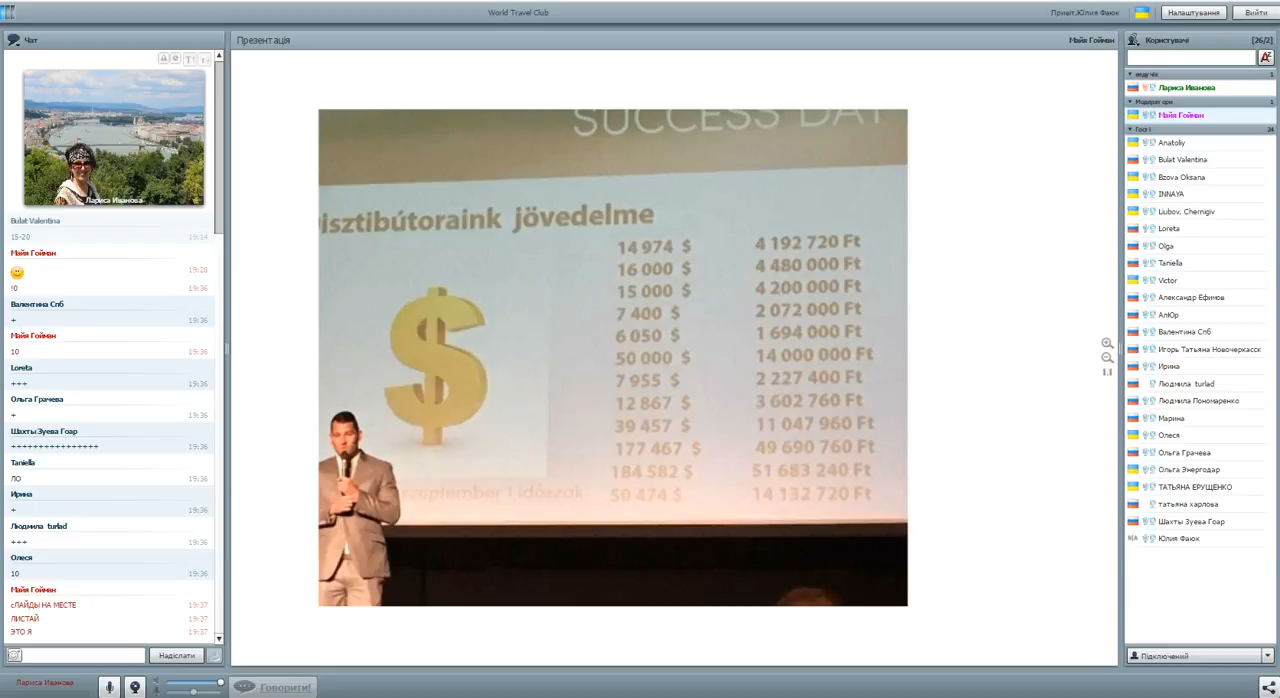 World Travel Club
Привіт,Юлия Фаюк
Налаштування
Вийти
Чат
Лариса Иванова
Bulat Valentina
15-20 19:14
Майя Гойман
19:28
!0 19:36
Валентина Спб
+ 19:36
Майя Гойман
10 19:36
Loreta
+++ 19:36
Ольга Грачева
+ 19:36
Шахты Зуева Гоар
++++++++++++++++ 19:36
Taniella
ЛО 19:36
Ирина
+ 19:36
Людмила turlad
+++ 19:36
Олеся
10 19:36
Майя Гойман
сЛАЙДЫ НА МЕСТЕ 19:37
ЛИСТАЙ 19:37
ЭТО Я 19:37
Надіслати
Лариса Иванова
Говорити!
Презентація
Майя Гойман
SUCCESS DAY
isztibútoraink jövedelme
14 974 $ 4 192 720 Ft
16 000 $ 4 480 000 Ft
15 000 $ 4 200 000 Ft
7 400 $ 2 072 000 Ft
6 050 $ 1 694 000 Ft
50 000 $ 14 000 000 Ft
7 955 $ 2 227 400 Ft
12 867 $ 3 602 760 Ft
39 457 $ 11 047 960 Ft
177 467 $ 49 690 760 Ft
184 582 $ 51 683 240 Ft
50 474 $ 14 132 720 Ft
szeptember I időszak
1:1
Користувачі [26/2]
Ведучі 1
Лариса Иванова
Модератори 1
Майя Гойман
Гості 24
Anatoliy
Bulat Valentina
Bzova Oksana
INNAYA
Liubov, Chernigiv
Loreta
Olga
Taniella
Victor
Александр Ефимов
АлЮр
Валентина Спб
Игорь Татьяна Новочеркасск
Ирина
Людмила turlad
Людмила Пономаренко
Марина
Олеся
Ольга Грачева
Ольга Энергодар
ТАТЬЯНА ЕРУЩЕНКО
татьяна карлова
Шахты Зуева Гоар
N|A Юлия Фаюк
Підключений